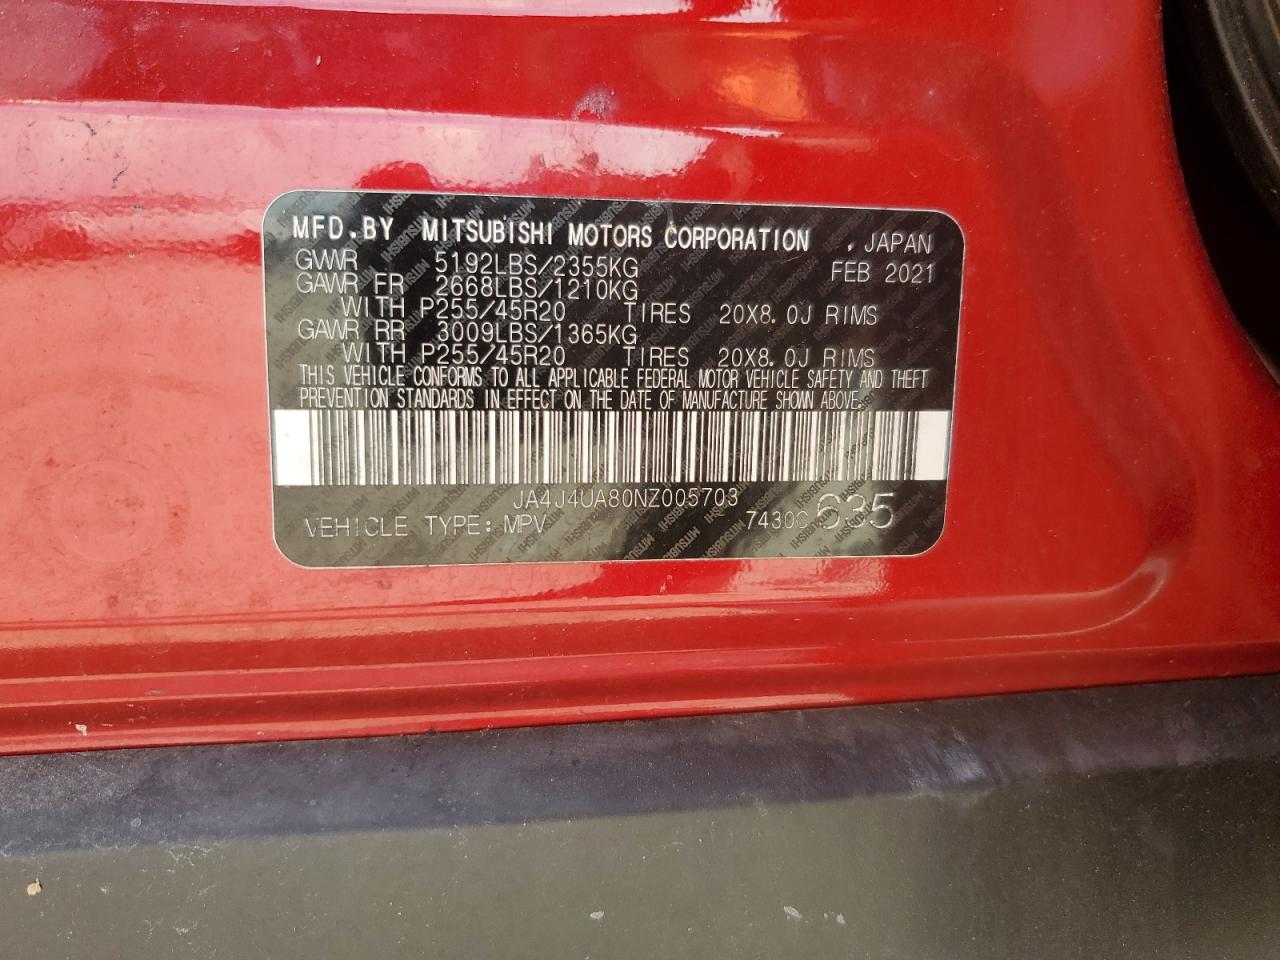 MFD.BY MITSUBISHI MOTORS CORPORATION , JAPAN
GVWR 5192LBS/2355KG FEB 2021
GAWR FR 2668LBS/1210KG
WITH P255/45R20 TIRES 20X8.0J RIMS
GAWR RR 3009LBS/1365KG
WITH P255/45R20 TIRES 20X8.0J RIMS
THIS VEHICLE CONFORMS TO ALL APPLICABLE FEDERAL MOTOR VEHICLE SAFETY AND THEFT
PREVENTION STANDARDS IN EFFECT ON THE DATE OF MANUFACTURE SHOWN ABOVE.
JA4J4UA80NZ005703
VEHICLE TYPE: MPV 635